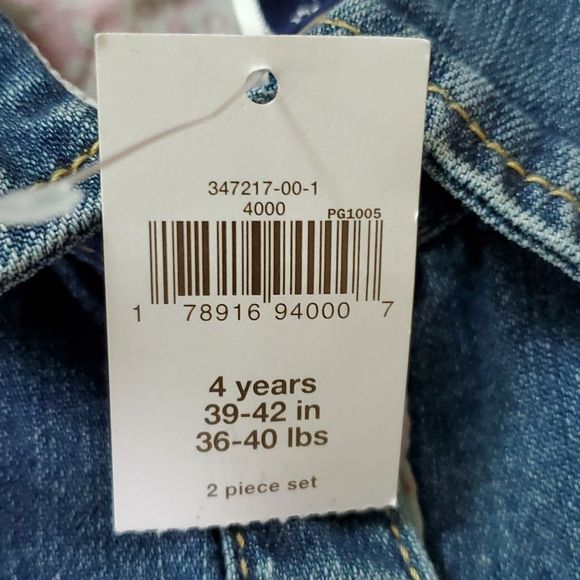 347217-00-1
4000 PG1005
1 78916 94000 7
4 years
39-42 in
36-40 lbs
2 piece set